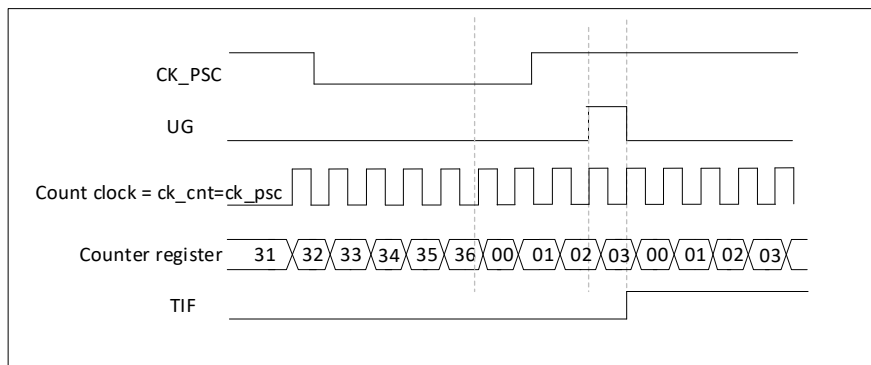 CK_PSC
UG
Count clock = ck_cnt=ck_psc
Counter register 31 32 33 34 35 36 00 01 02 03 00 01 02 03
TIF